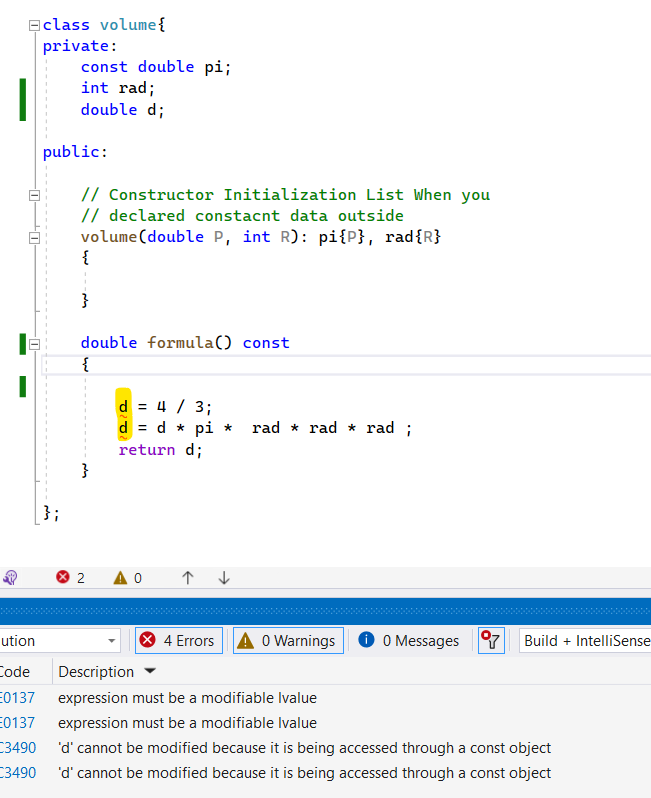 class volume{
private:
const double pi;
int rad;
double d;
public:
// Constructor Initialization List When you
// declared constacnt data outside
volume(double P, int R): pi{P}, rad{R}
{
}
double formula() const
{
d = 4 / 3;
d = d * pi *  rad * rad * rad ;
return d;
}
};
2 0
ution 4 Errors 0 Warnings 0 Messages Build + IntelliSense
Code Description
E0137 expression must be a modifiable lvalue
E0137 expression must be a modifiable lvalue
C3490 'd' cannot be modified because it is being accessed through a const object
C3490 'd' cannot be modified because it is being accessed through a const object